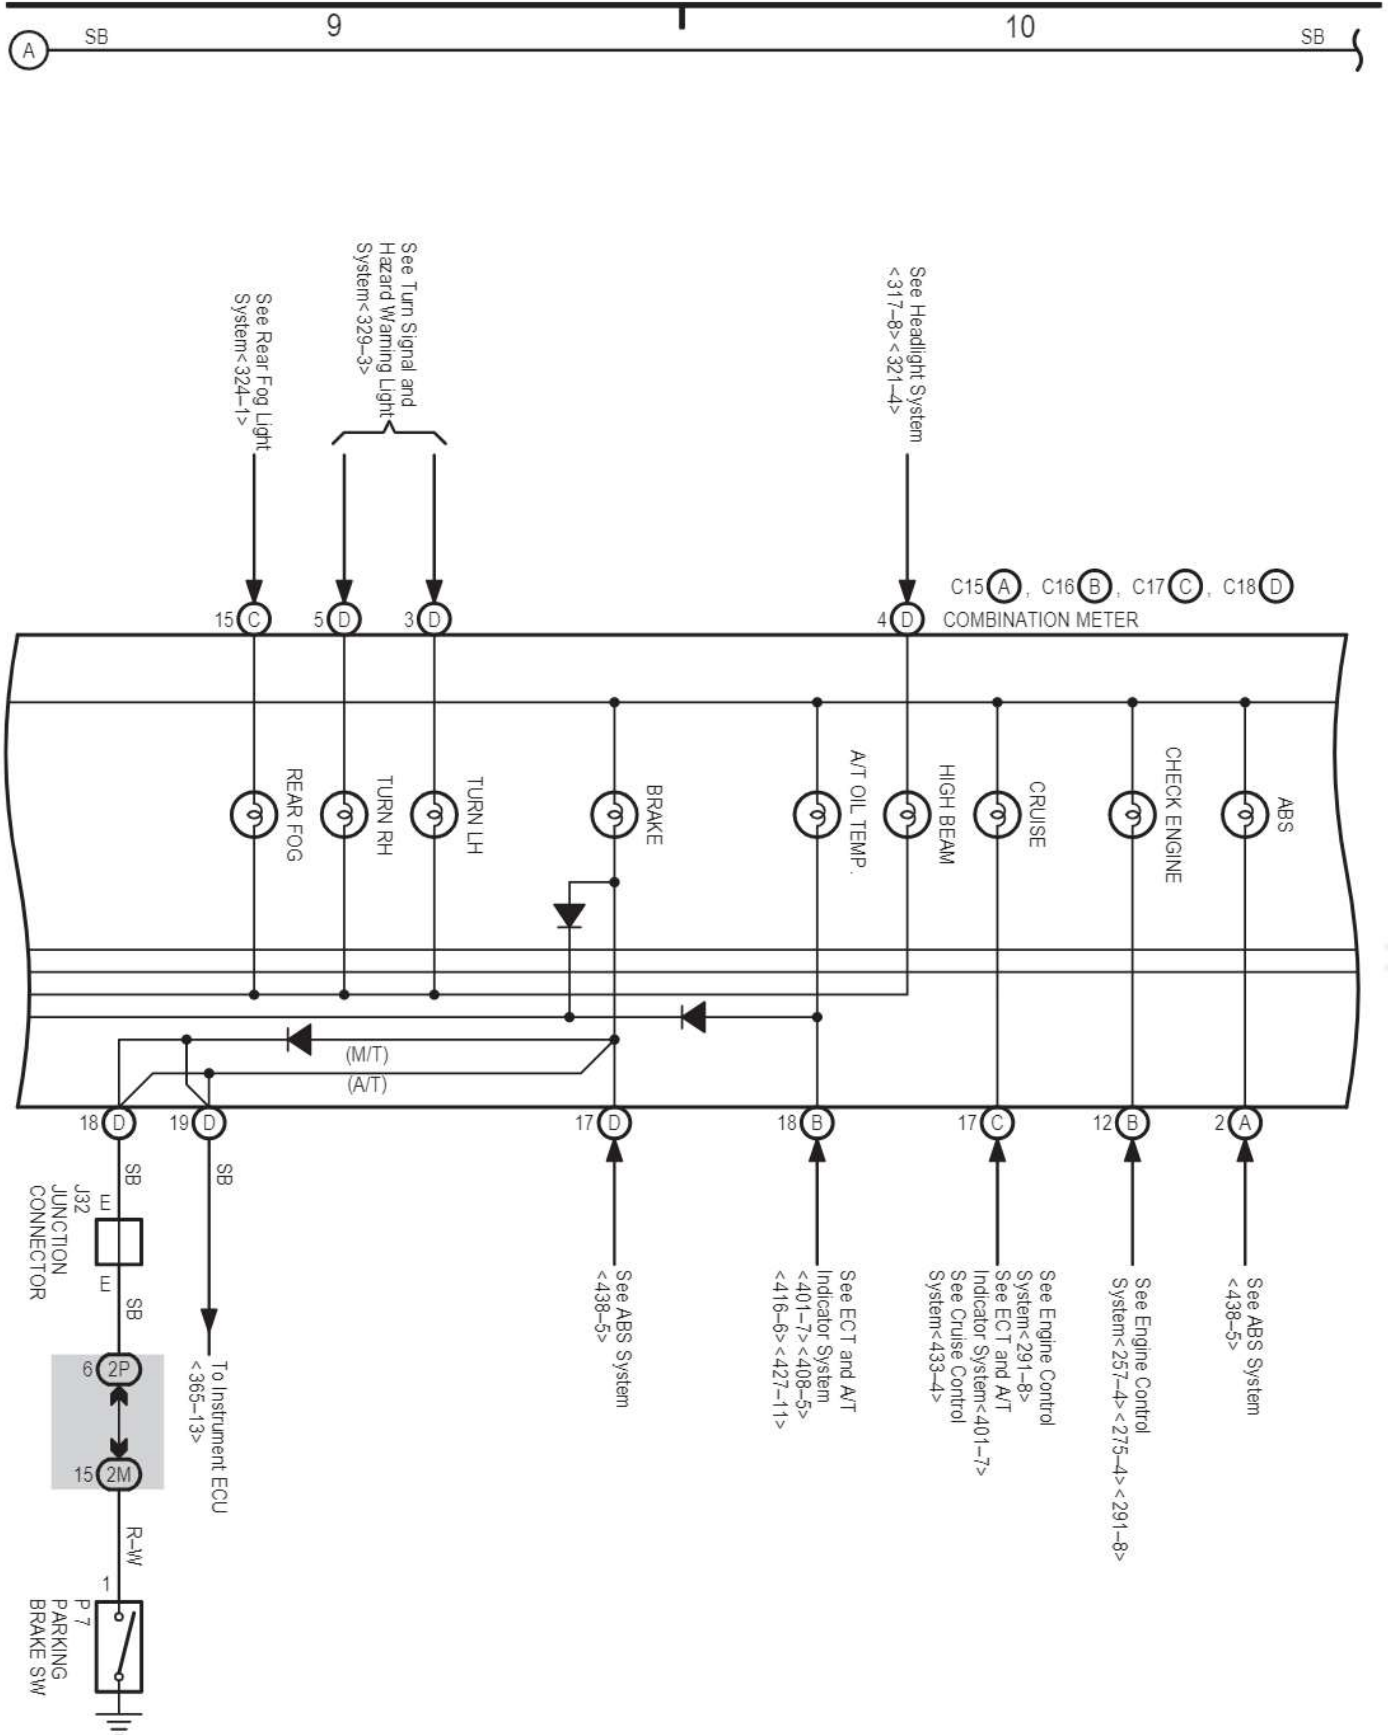 9
10
A
SB
SB
See Rear Fog Light
System<324–1>
See Turn Signal and
Hazard Warning Light
System<329–3>
See Headlight System
<317–8><321–4>
C15 A , C16 B , C17 C , C18 D
COMBINATION METER
15 C
5 D
3 D
4 D
REAR FOG
TURN RH
TURN LH
BRAKE
A/T OIL TEMP.
HIGH BEAM
CRUISE
CHECK ENGINE
ABS
(M/T)
(A/T)
18 D
19 D
17 D
18 B
17 C
12 B
2 A
SB
SB
E
J32
JUNCTION
CONNECTOR
E
SB
6 2P
15 2M
R–W
1
P 7
PARKING
BRAKE SW
To Instrument ECU
<365–13>
See ABS System
<438–5>
See ECT and A/T
Indicator System
<401–7><408–5>
<416–6><427–11>
See Engine Control
System<291–8>
See ECT and A/T
Indicator System<401–7>
See Cruise Control
System<433–4>
See Engine Control
System<257–4><275–4><291–8>
See ABS System
<438–5>